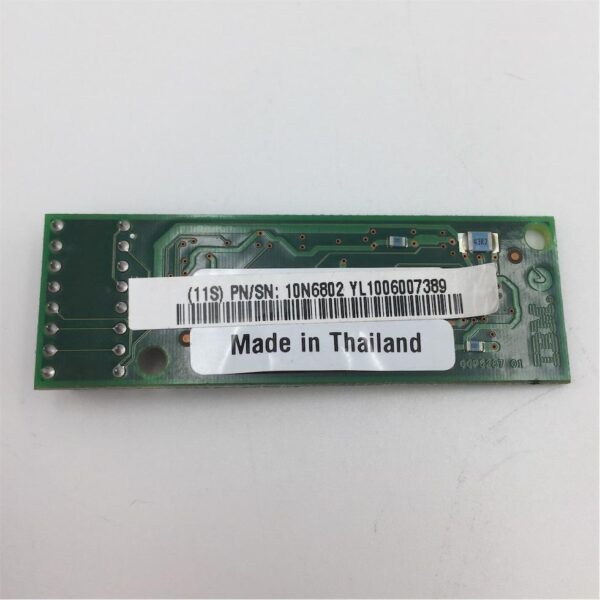 (11S) PN/SN: 10N6802 YL1006007389
Made in Thailand
IBM